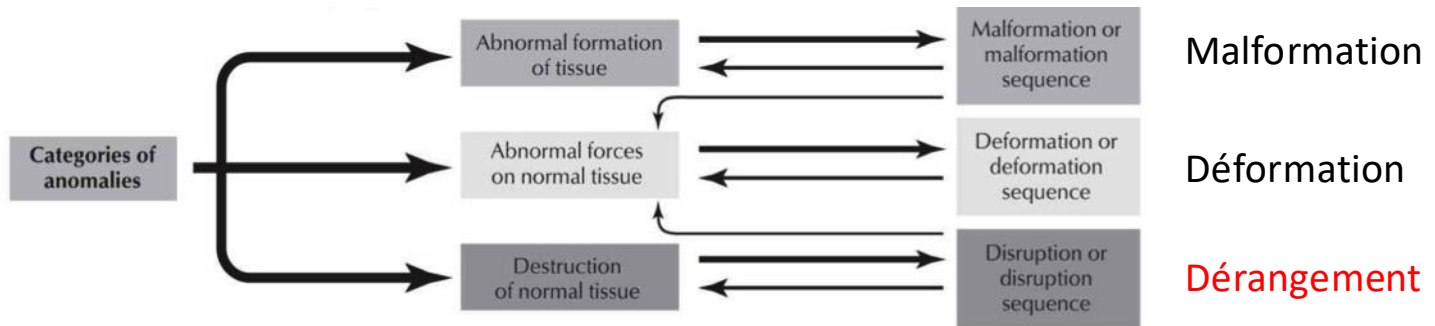 Categories of
anomalies
Abnormal formation
of tissue
Malformation or
malformation
sequence
Malformation
Abnormal forces
on normal tissue
Deformation or
deformation
sequence
Déformation
Destruction
of normal tissue
Disruption or
disruption
sequence
Dérangement